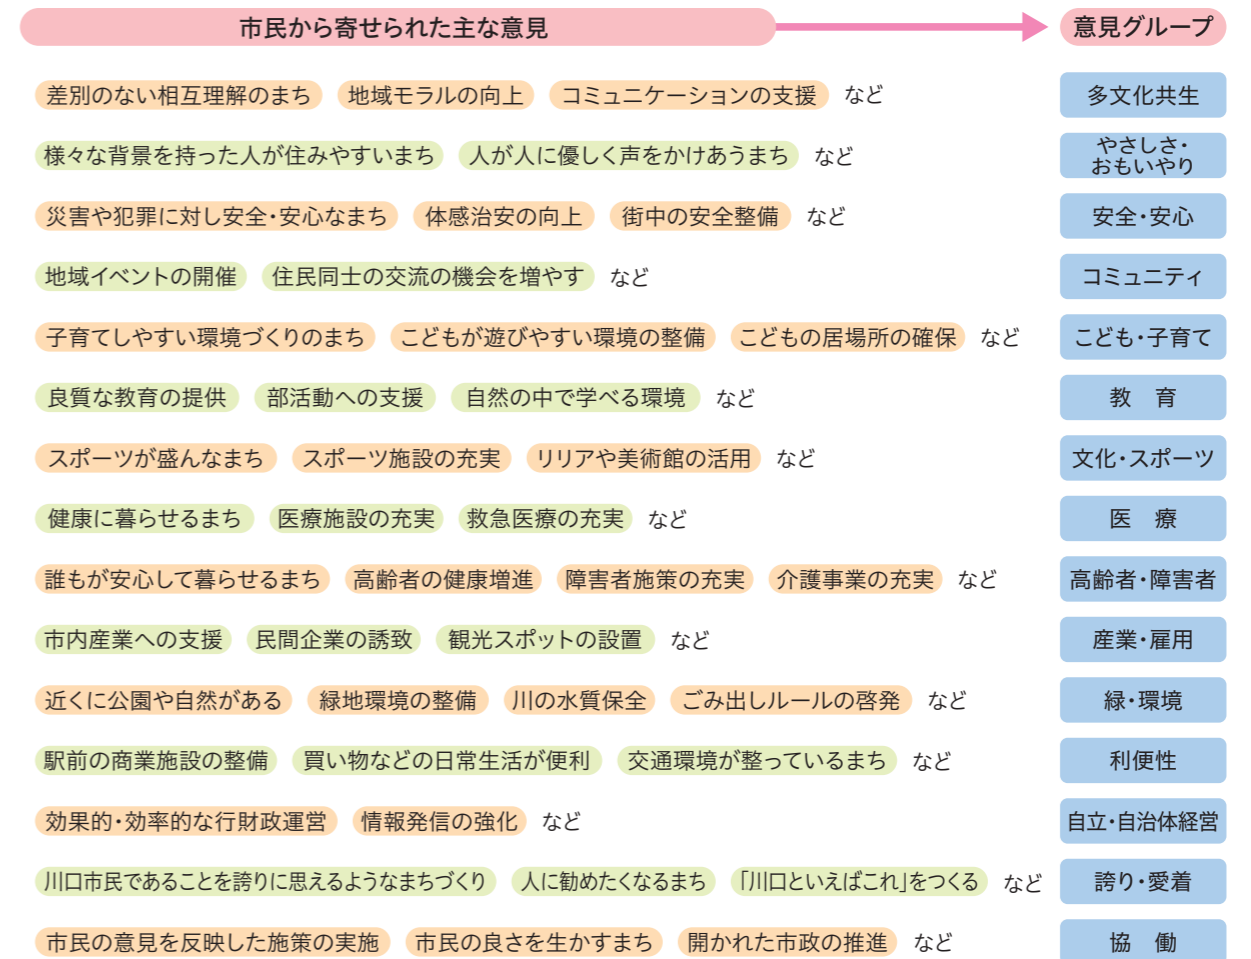 市民から寄せられた主な意見 意見グループ
差別のない相互理解のまち 地域モラルの向上 コミュニケーションの支援 など 多文化共生
様々な背景を持った人が住みやすいまち 人が人に優しく声をかけあうまち など やさしさ・
おもいやり
災害や犯罪に対し安全・安心なまち 体感治安の向上 街中の安全整備 など 安全・安心
地域イベントの開催 住民同士の交流の機会を増やす など コミュニティ
子育てしやすい環境づくりのまち こどもが遊びやすい環境の整備 こどもの居場所の確保 など こども・子育て
良質な教育の提供 部活動への支援 自然の中で学べる環境 など 教　育
スポーツが盛んなまち スポーツ施設の充実 リリアや美術館の活用 など 文化・スポーツ
健康に暮らせるまち 医療施設の充実 救急医療の充実 など 医　療
誰もが安心して暮らせるまち 高齢者の健康増進 障害者施策の充実 介護事業の充実 など 高齢者・障害者
市内産業への支援 民間企業の誘致 観光スポットの設置 など 産業・雇用
近くに公園や自然がある 緑地環境の整備 川の水質保全 ごみ出しルールの啓発 など 緑・環境
駅前の商業施設の整備 買い物などの日常生活が便利 交通環境が整っているまち など 利便性
効果的・効率的な行財政運営 情報発信の強化 など 自立・自治体経営
川口市民であることを誇りに思えるようなまちづくり 人に勧めたくなるまち 「川口といえばこれ」をつくる など 誇り・愛着
市民の意見を反映した施策の実施 市民の良さを生かすまち 開かれた市政の推進 など 協　働